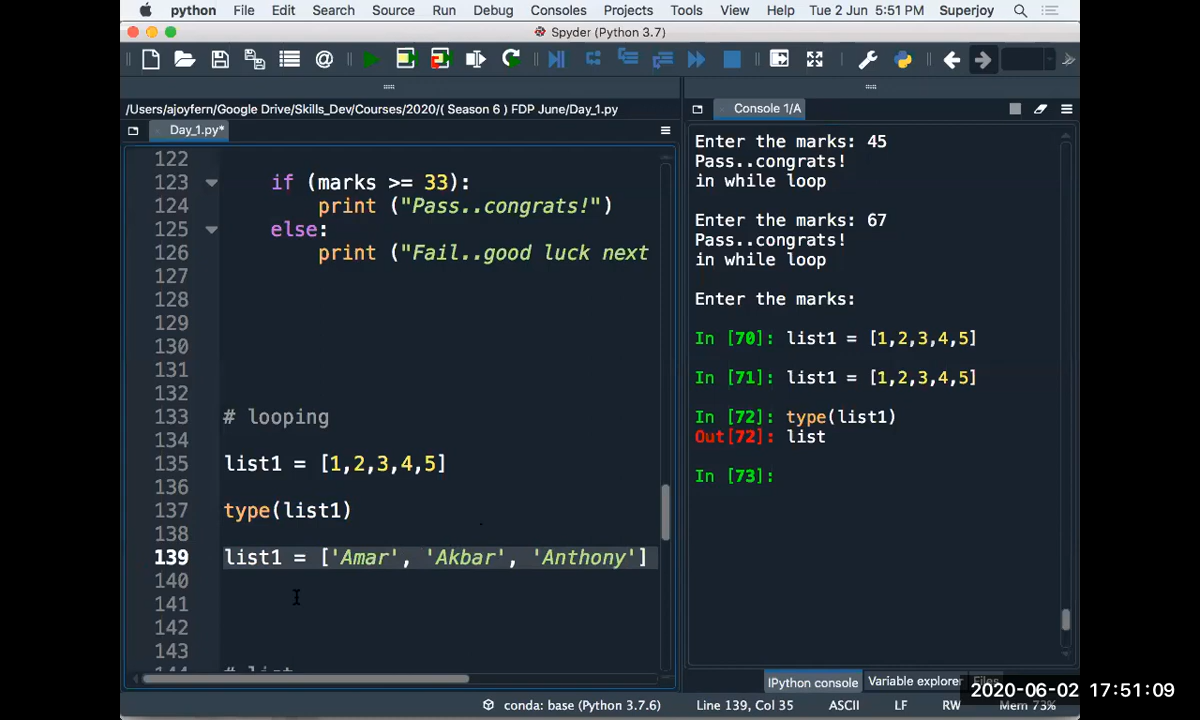 python File Edit Search Source Run Debug Consoles Projects Tools View Help Tue 2 Jun 5:51 PM Superjoy
Spyder (Python 3.7)
/Users/ajoyfern/Google Drive/Skills_Dev/Courses/2020/( Season 6 ) FDP June/Day_1.py
Day_1.py*
122
123 if (marks >= 33):
124 print ("Pass..congrats!")
125 else:
126 print ("Fail..good luck next
127
128
129
130
131
132
133 # looping
134
135 list1 = [1,2,3,4,5]
136
137 type(list1)
138
139 list1 = ['Amar', 'Akbar', 'Anthony']
140
141
142
143
144 # list
Console 1/A
Enter the marks: 45
Pass..congrats!
in while loop
Enter the marks: 67
Pass..congrats!
in while loop
Enter the marks:
In [70]: list1 = [1,2,3,4,5]
In [71]: list1 = [1,2,3,4,5]
In [72]: type(list1)
Out[72]: list
In [73]:
IPython console Variable explorer Files
conda: base (Python 3.7.6) Line 139, Col 35 ASCII LF RW Mem 73%
2020-06-02 17:51:09